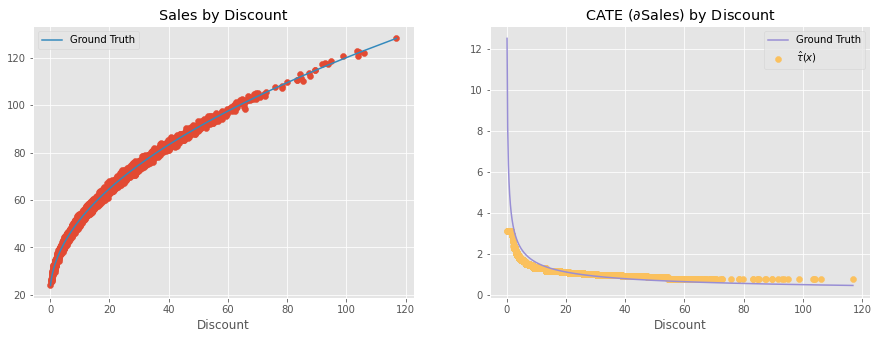 Sales by Discount
Ground Truth
120
100
80
60
40
20
0 20 40 60 80 100 120
Discount
CATE (∂Sales) by Discount
Ground Truth
τ̂(x)
12
10
8
6
4
2
0
0 20 40 60 80 100 120
Discount